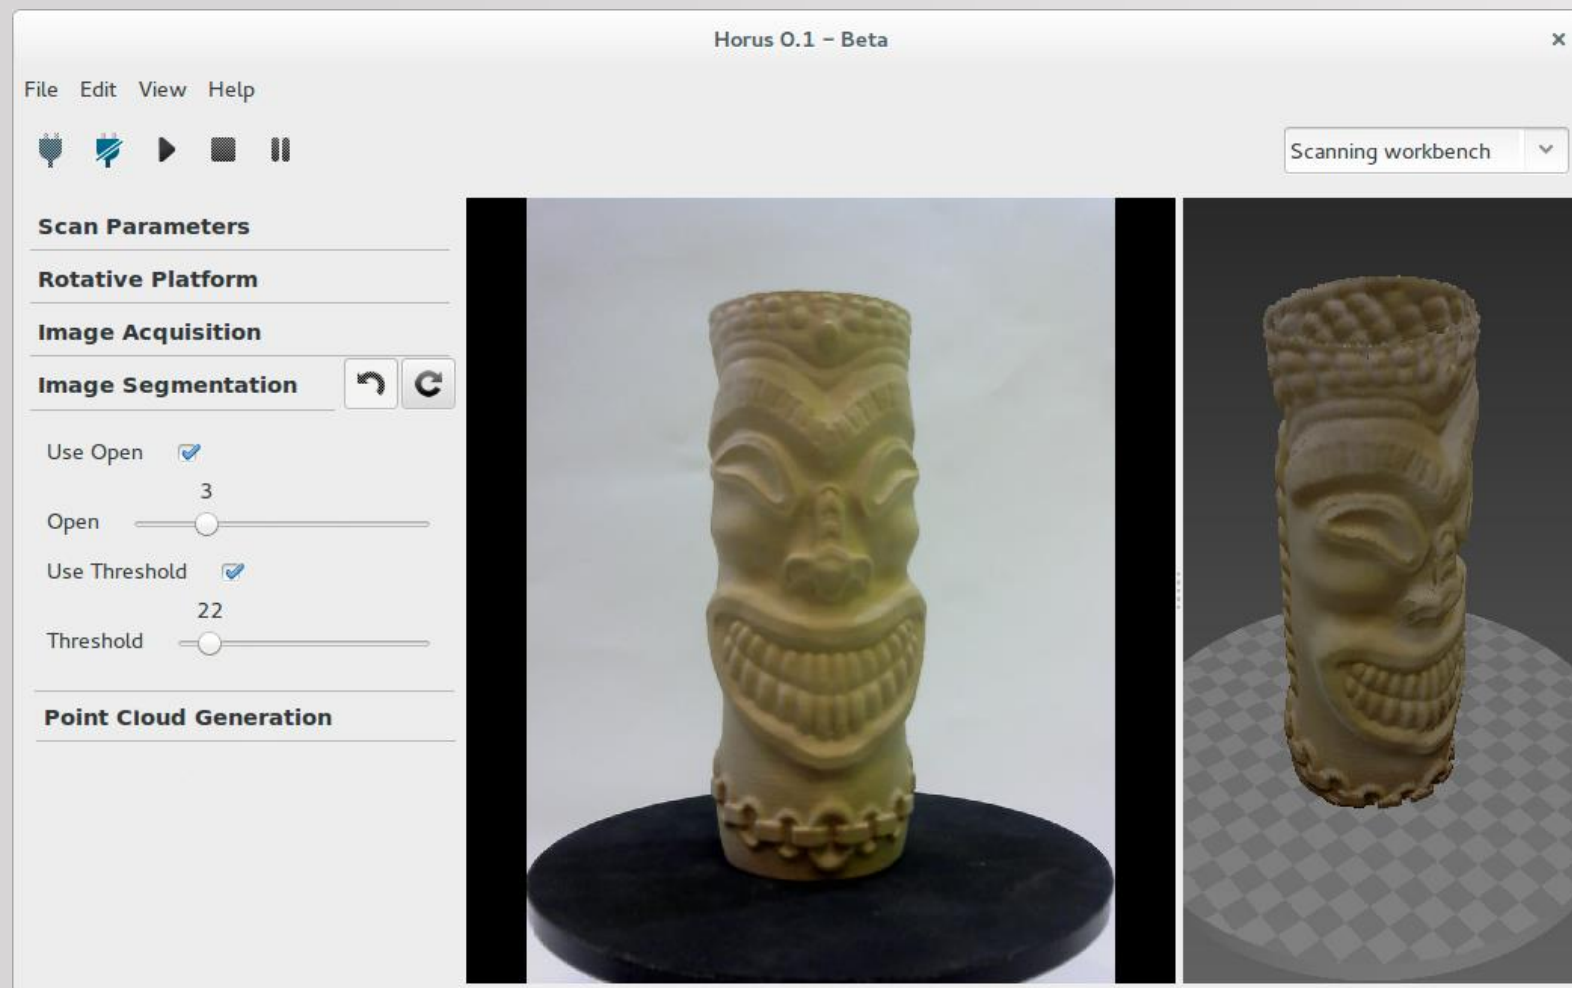 Horus 0.1 – Beta
File Edit View Help
Scanning workbench
Scan Parameters
Rotative Platform
Image Acquisition
Image Segmentation
Use Open
3
Open
Use Threshold
22
Threshold
Point Cloud Generation